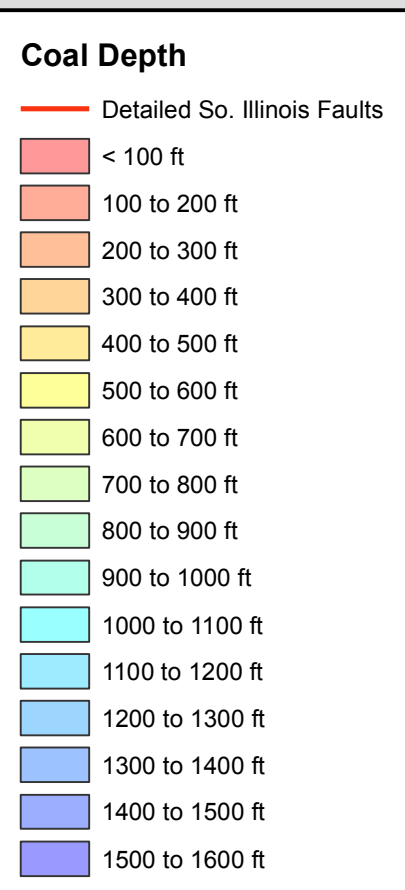 Coal Depth
Detailed So. Illinois Faults
< 100 ft
100 to 200 ft
200 to 300 ft
300 to 400 ft
400 to 500 ft
500 to 600 ft
600 to 700 ft
700 to 800 ft
800 to 900 ft
900 to 1000 ft
1000 to 1100 ft
1100 to 1200 ft
1200 to 1300 ft
1300 to 1400 ft
1400 to 1500 ft
1500 to 1600 ft